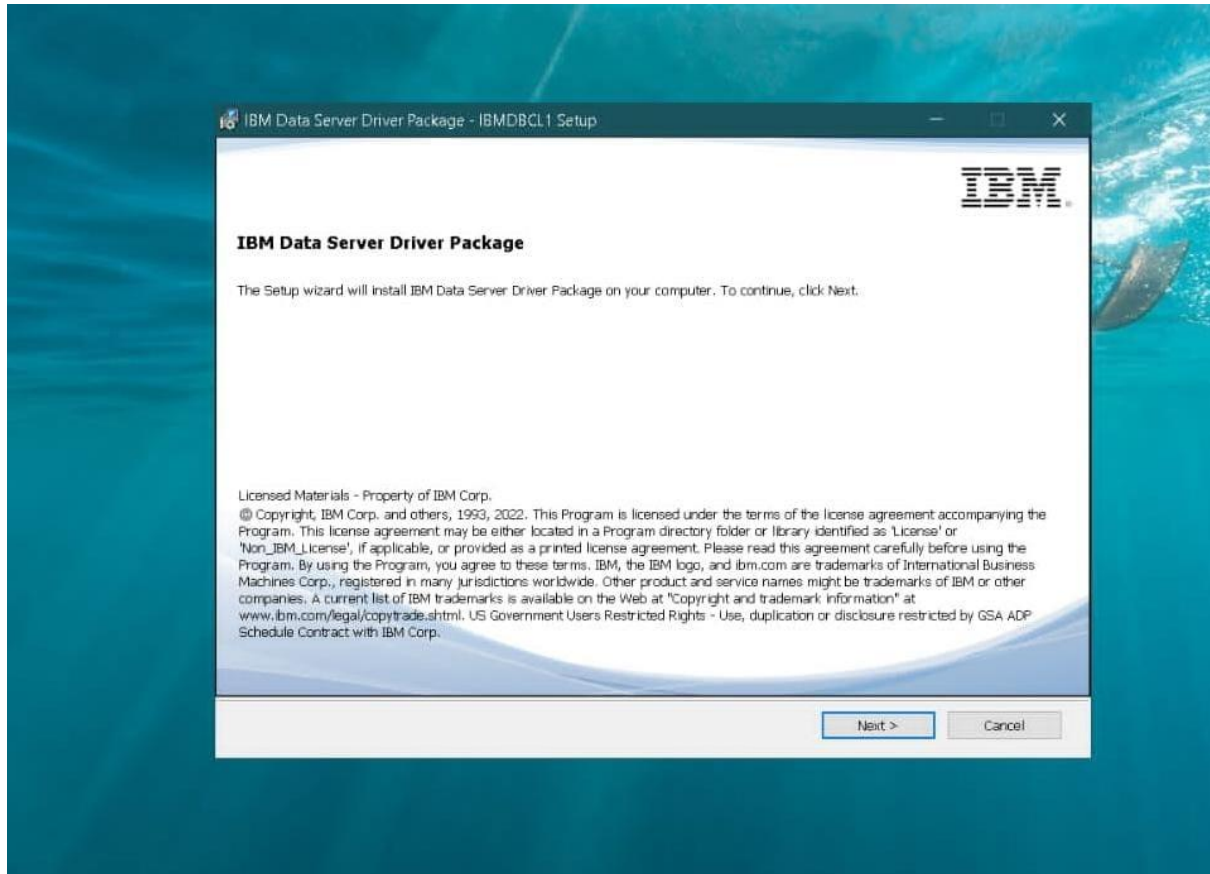 IBM Data Server Driver Package - IBMDBCL1 Setup
IBM
IBM Data Server Driver Package
The Setup wizard will install IBM Data Server Driver Package on your computer. To continue, click Next.
Licensed Materials - Property of IBM Corp.
© Copyright, IBM Corp. and others, 1993, 2022. This Program is licensed under the terms of the license agreement accompanying the
Program. This license agreement may be either located in a Program directory folder or library identified as 'License' or
'Non_IBM_License', if applicable, or provided as a printed license agreement. Please read this agreement carefully before using the
Program. By using the Program, you agree to these terms. IBM, the IBM logo, and ibm.com are trademarks of International Business
Machines Corp., registered in many jurisdictions worldwide. Other product and service names might be trademarks of IBM or other
companies. A current list of IBM trademarks is available on the Web at "Copyright and trademark information" at
www.ibm.com/legal/copytrade.shtml. US Government Users Restricted Rights - Use, duplication or disclosure restricted by GSA ADP
Schedule Contract with IBM Corp.
Next >
Cancel